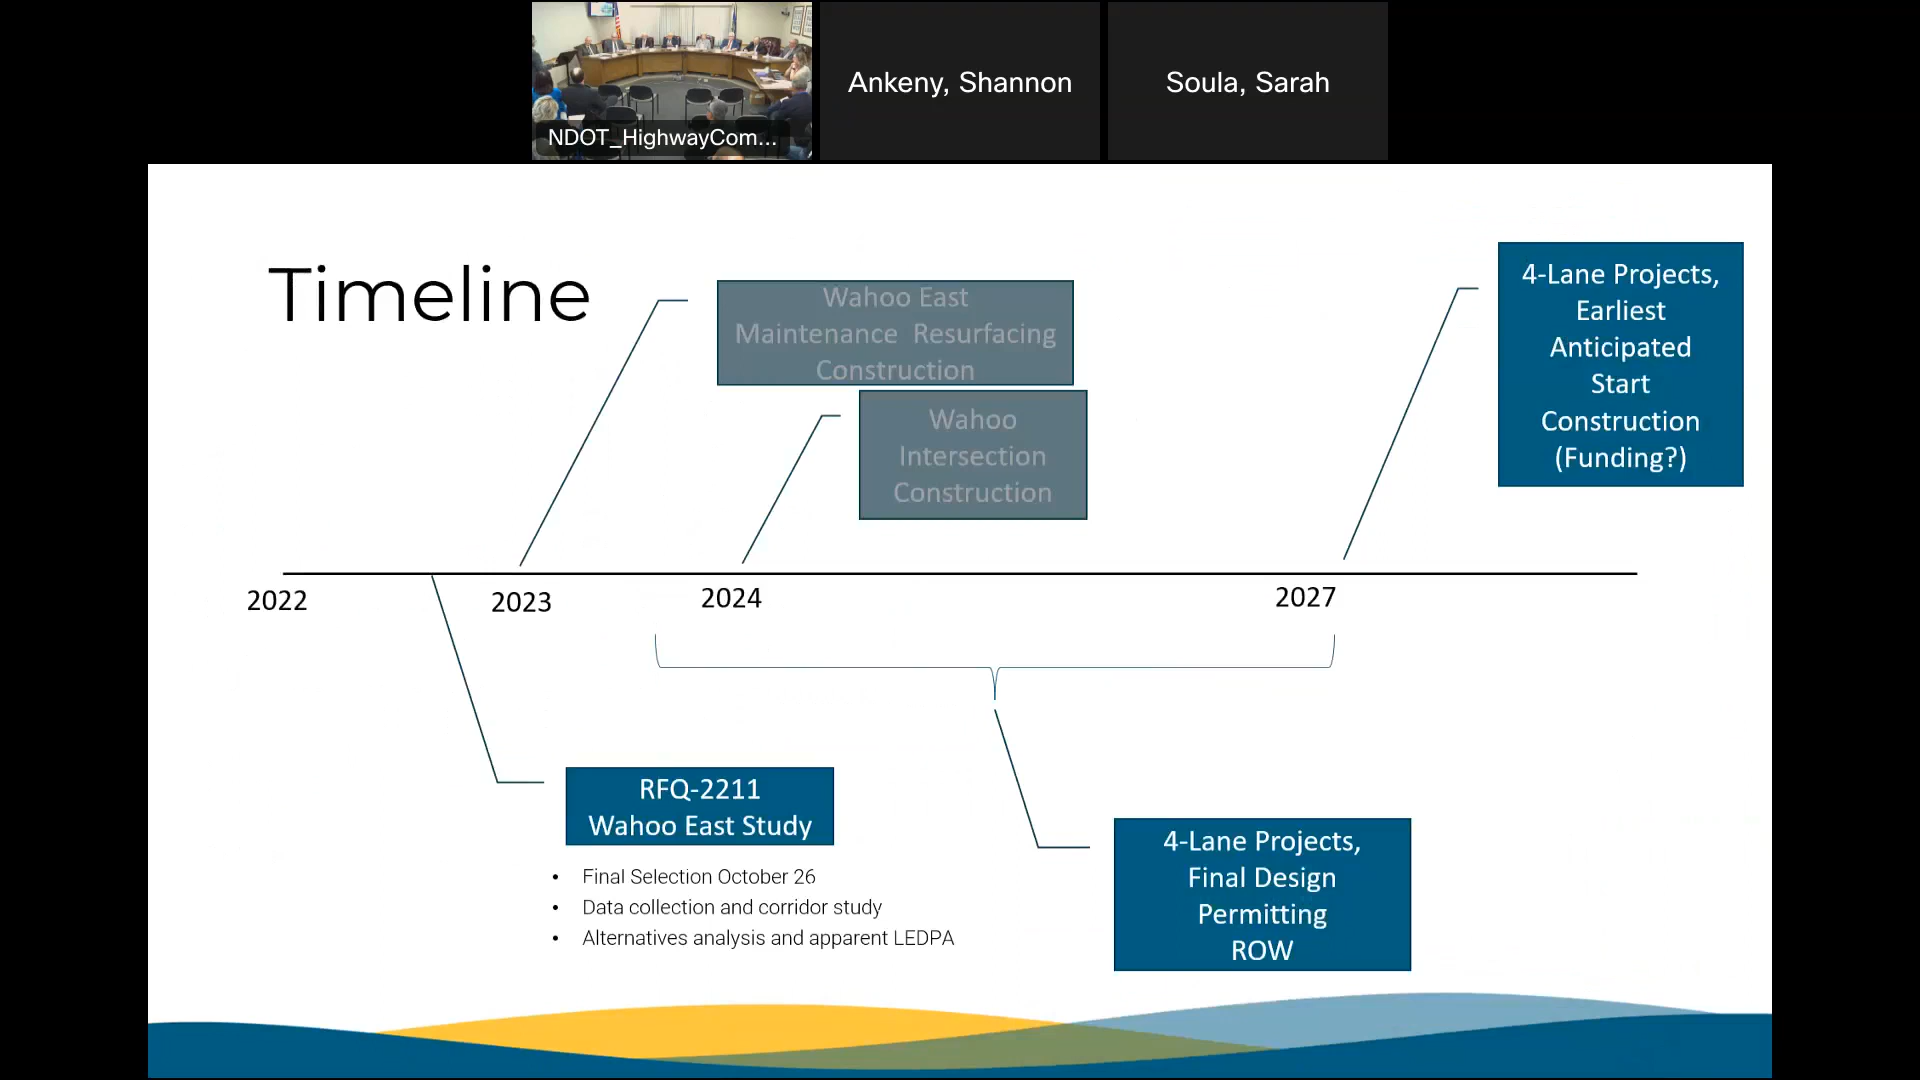 NDOT_HighwayCom...
Ankeny, Shannon
Soula, Sarah
Timeline
Wahoo East
Maintenance Resurfacing
Construction
Wahoo
Intersection
Construction
4-Lane Projects,
Earliest
Anticipated
Start
Construction
(Funding?)
2022
2023
2024
2027
RFQ-2211
Wahoo East Study
• Final Selection October 26
• Data collection and corridor study
• Alternatives analysis and apparent LEDPA
4-Lane Projects,
Final Design
Permitting
ROW